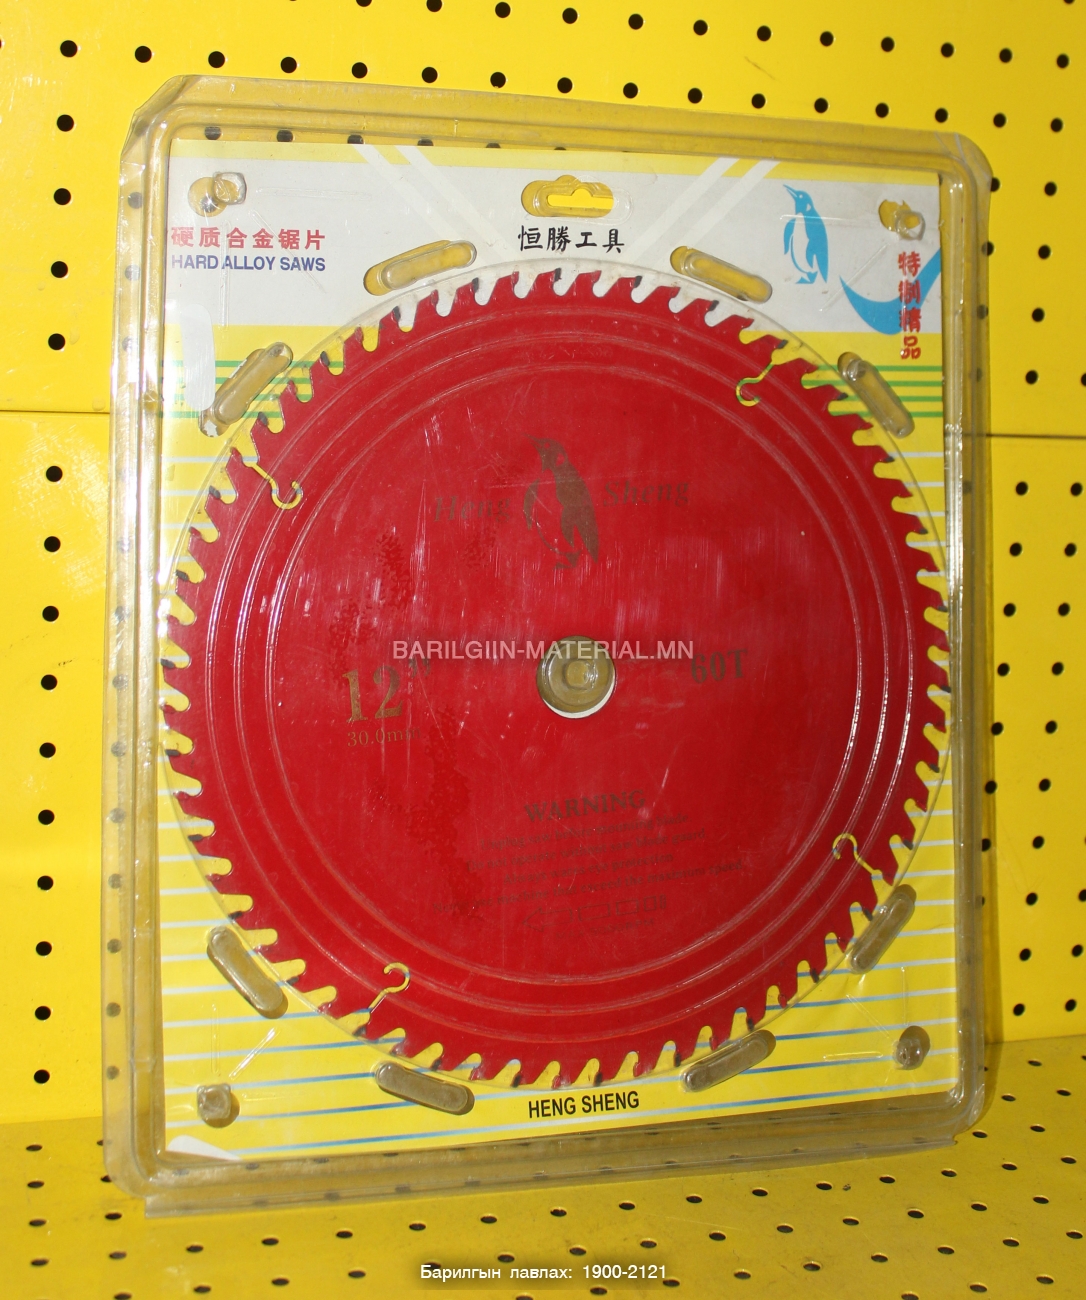 恒勝工具
硬质合金锯片
HARD ALLOY SAWS
特制精品
Heng Sheng
BARILGIIN-MATERIAL.MN
12"
60T
30.0mm
WARNING
HENG SHENG
Барилгын лавлах: 1900-2121